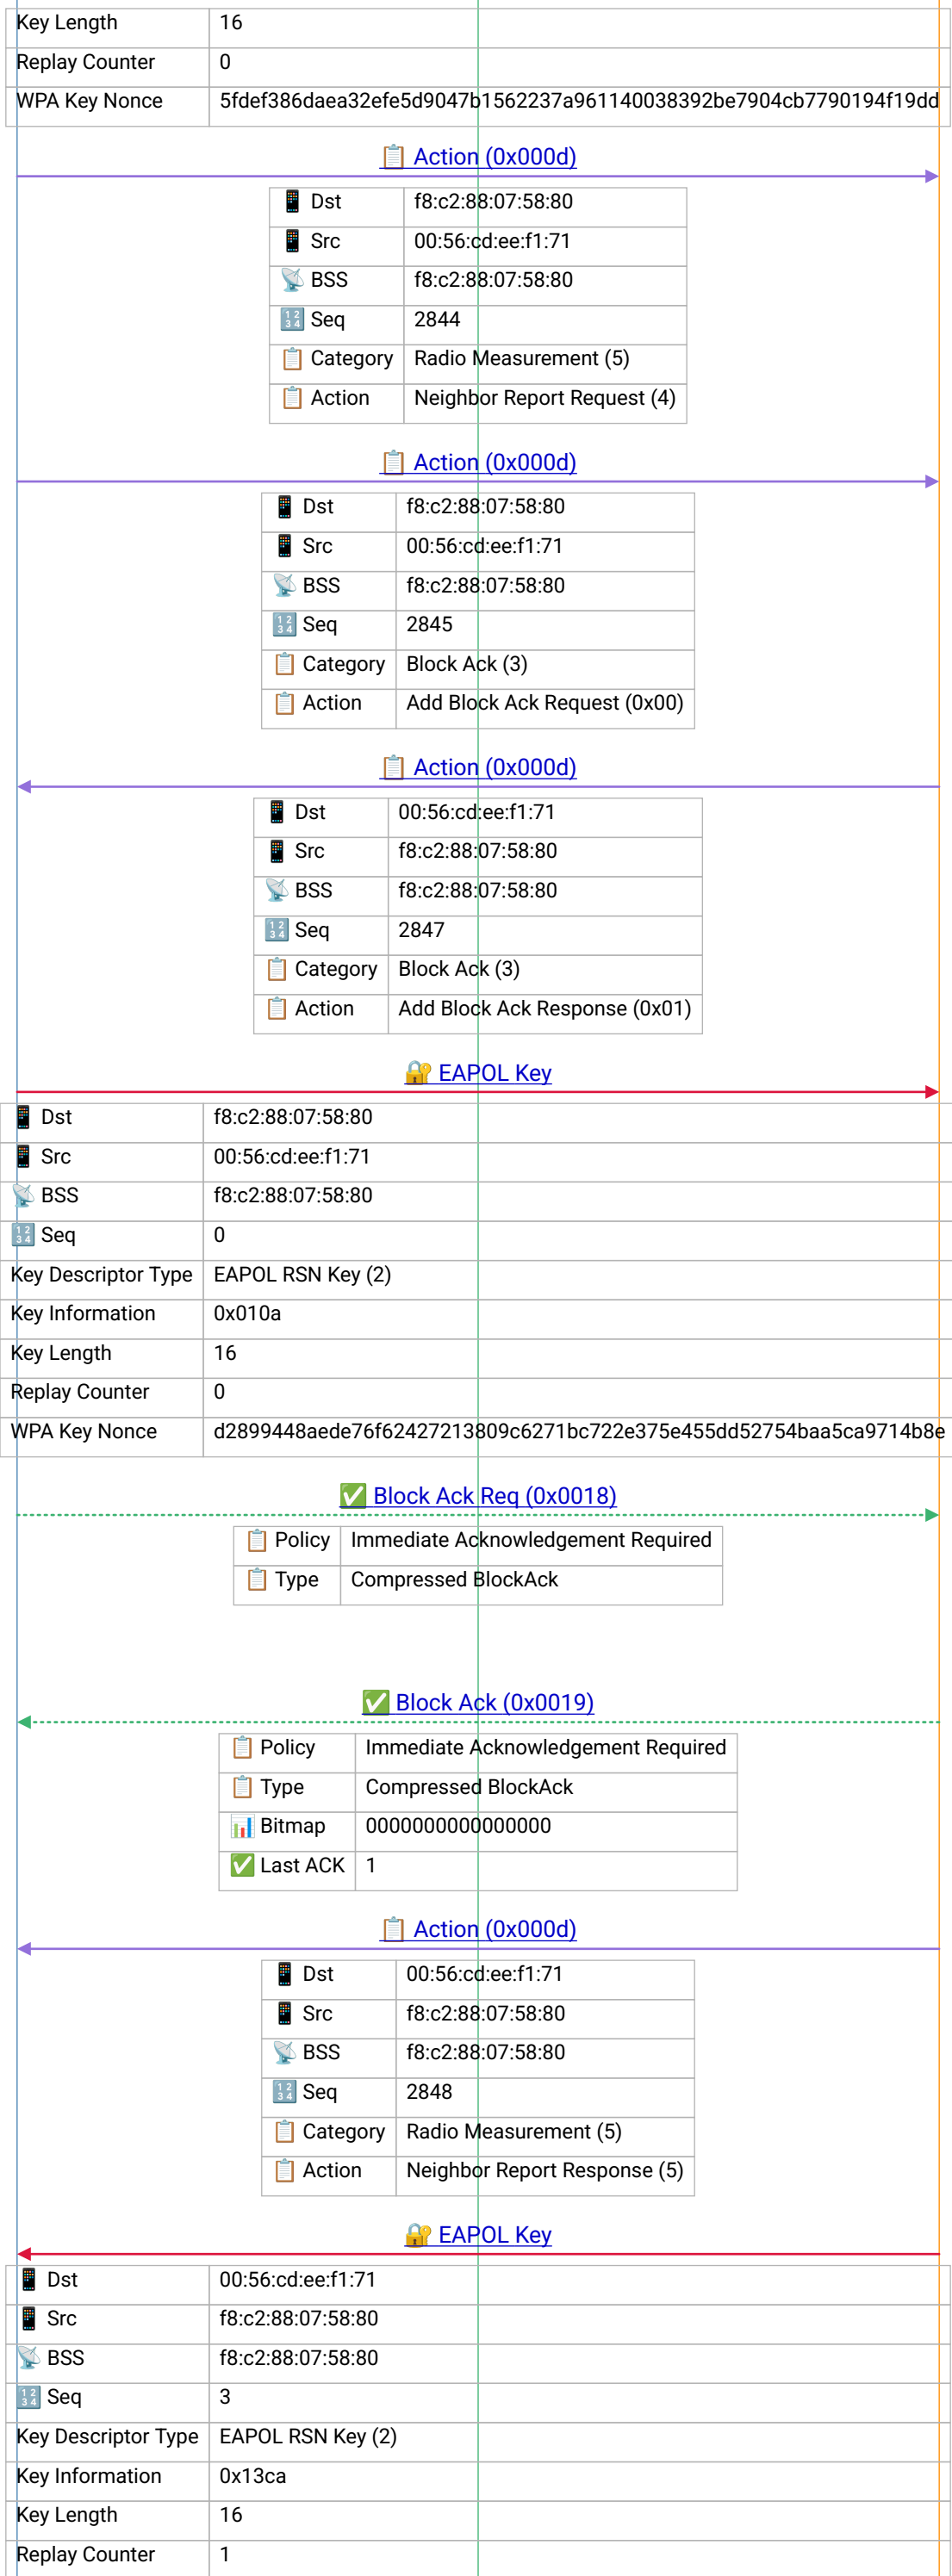 Key Length 16
Replay Counter 0
WPA Key Nonce 5fdef386daea32efe5d9047b1562237a961140038392be7904cb7790194f19dd
📋 Action (0x000d)
📱 Dst f8:c2:88:07:58:80
📱 Src 00:56:cd:ee:f1:71
📡 BSS f8:c2:88:07:58:80
🔢 Seq 2844
📋 Category Radio Measurement (5)
📋 Action Neighbor Report Request (4)
📋 Action (0x000d)
📱 Dst f8:c2:88:07:58:80
📱 Src 00:56:cd:ee:f1:71
📡 BSS f8:c2:88:07:58:80
🔢 Seq 2845
📋 Category Block Ack (3)
📋 Action Add Block Ack Request (0x00)
📋 Action (0x000d)
📱 Dst 00:56:cd:ee:f1:71
📱 Src f8:c2:88:07:58:80
📡 BSS f8:c2:88:07:58:80
🔢 Seq 2847
📋 Category Block Ack (3)
📋 Action Add Block Ack Response (0x01)
🔐 EAPOL Key
📱 Dst f8:c2:88:07:58:80
📱 Src 00:56:cd:ee:f1:71
📡 BSS f8:c2:88:07:58:80
🔢 Seq 0
Key Descriptor Type EAPOL RSN Key (2)
Key Information 0x010a
Key Length 16
Replay Counter 0
WPA Key Nonce d2899448aede76f62427213809c6271bc722e375e455dd52754baa5ca9714b8e
✅ Block Ack Req (0x0018)
📋 Policy Immediate Acknowledgement Required
📋 Type Compressed BlockAck
✅ Block Ack (0x0019)
📋 Policy Immediate Acknowledgement Required
📋 Type Compressed BlockAck
📊 Bitmap 0000000000000000
✅ Last ACK 1
📋 Action (0x000d)
📱 Dst 00:56:cd:ee:f1:71
📱 Src f8:c2:88:07:58:80
📡 BSS f8:c2:88:07:58:80
🔢 Seq 2848
📋 Category Radio Measurement (5)
📋 Action Neighbor Report Response (5)
🔐 EAPOL Key
📱 Dst 00:56:cd:ee:f1:71
📱 Src f8:c2:88:07:58:80
📡 BSS f8:c2:88:07:58:80
🔢 Seq 3
Key Descriptor Type EAPOL RSN Key (2)
Key Information 0x13ca
Key Length 16
Replay Counter 1